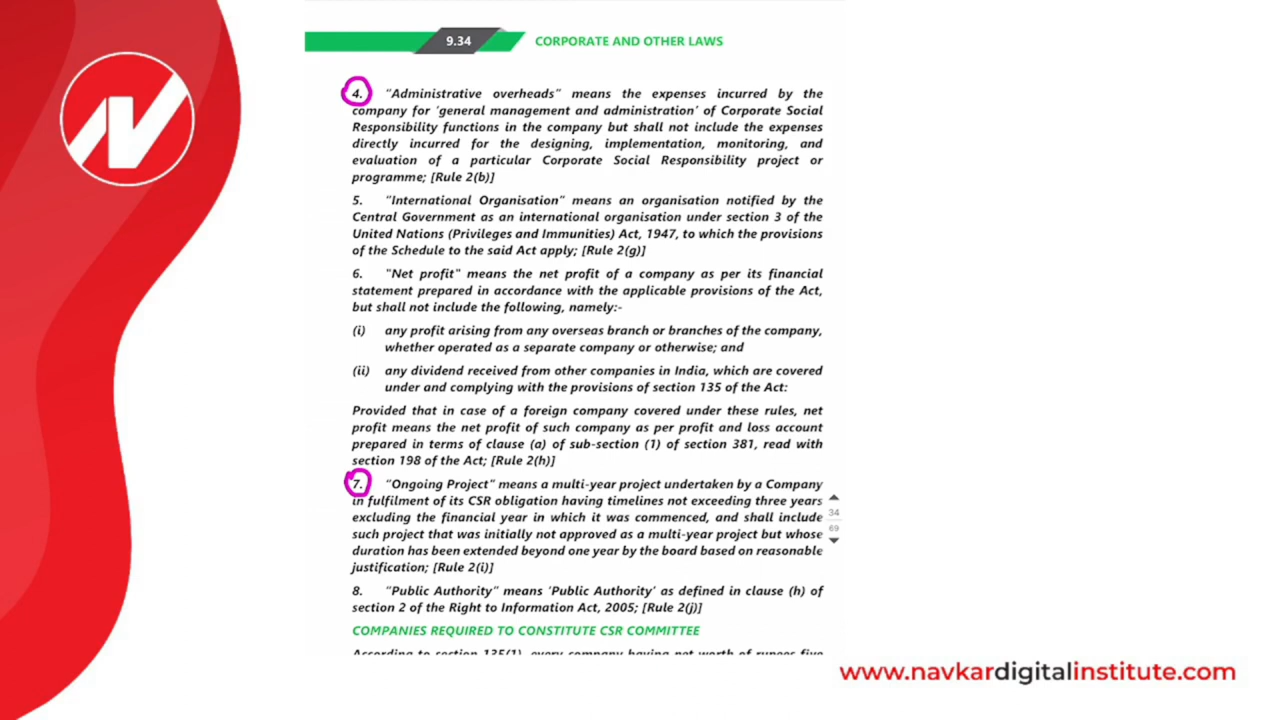 9.34 CORPORATE AND OTHER LAWS
4. "Administrative overheads" means the expenses incurred by the
company for ‘general management and administration’ of Corporate Social
Responsibility functions in the company but shall not include the expenses
directly incurred for the designing, implementation, monitoring, and
evaluation of a particular Corporate Social Responsibility project or
programme; [Rule 2(b)]
5. "International Organisation" means an organisation notified by the
Central Government as an international organisation under section 3 of the
United Nations (Privileges and Immunities) Act, 1947, to which the provisions
of the Schedule to the said Act apply; [Rule 2(g)]
6. "Net profit" means the net profit of a company as per its financial
statement prepared in accordance with the applicable provisions of the Act,
but shall not include the following, namely:-
(i) any profit arising from any overseas branch or branches of the company,
whether operated as a separate company or otherwise; and
(ii) any dividend received from other companies in India, which are covered
under and complying with the provisions of section 135 of the Act:
Provided that in case of a foreign company covered under these rules, net
profit means the net profit of such company as per profit and loss account
prepared in terms of clause (a) of sub-section (1) of section 381, read with
section 198 of the Act; [Rule 2(h)]
7. "Ongoing Project" means a multi-year project undertaken by a Company
in fulfilment of its CSR obligation having timelines not exceeding three years
excluding the financial year in which it was commenced, and shall include
such project that was initially not approved as a multi-year project but whose
duration has been extended beyond one year by the board based on reasonable
justification; [Rule 2(i)]
34
69
8. "Public Authority" means ‘Public Authority’ as defined in clause (h) of
section 2 of the Right to Information Act, 2005; [Rule 2(j)]
COMPANIES REQUIRED TO CONSTITUTE CSR COMMITTEE
According to section 135(1), every company having net worth of rupees five
www.navkardigitalinstitute.com